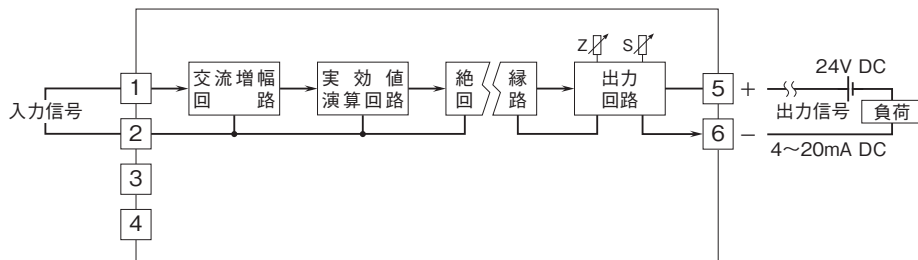 Z S
交流増幅
回路
実効値
演算回路
絶縁
回路
出力
回路
入力信号
1
2
3
4
5 +
6 −
24V DC
出力信号
負荷
4〜20mA DC